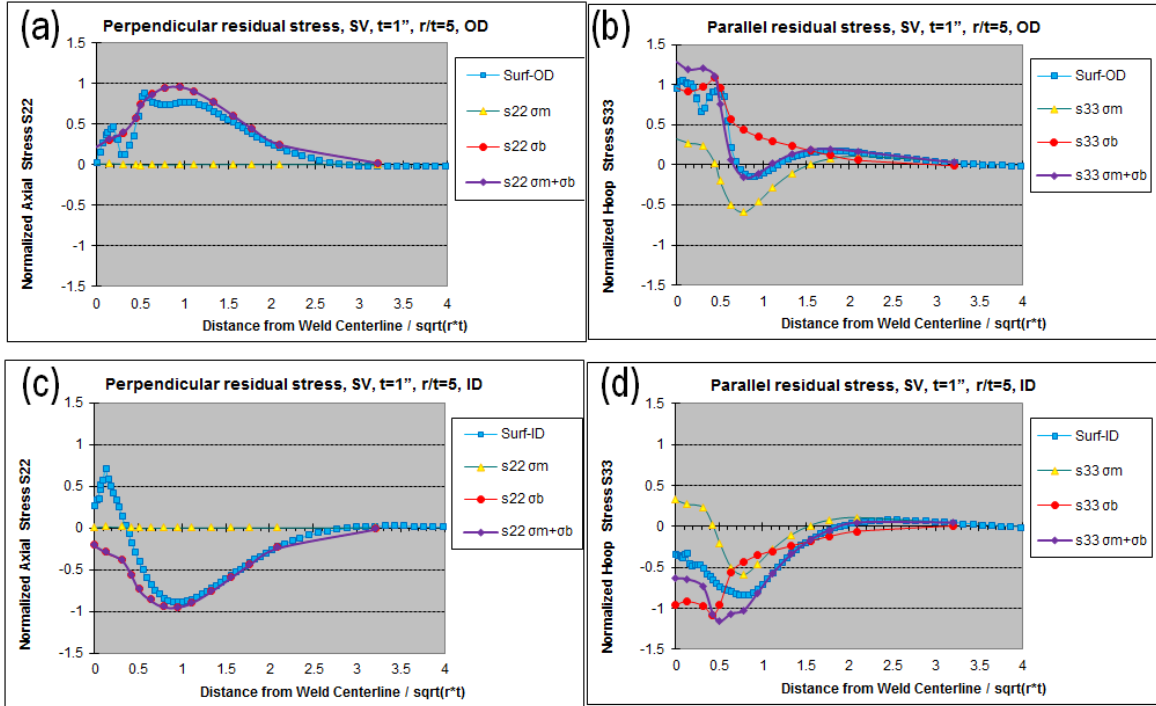 (a)
Perpendicular residual stress, SV, t=1”, r/t=5, OD
Normalized Axial Stress S22
1.5
1
0.5
0
-0.5
-1
-1.5
0 0.5 1 1.5 2 2.5 3 3.5 4
Distance from Weld Centerline / sqrt(r*t)
Surf-OD
s22 σm
s22 σb
s22 σm+σb
(b)
Parallel residual stress, SV, t=1”, r/t=5, OD
Normalized Hoop Stress S33
1.5
1
0.5
0
-0.5
-1
-1.5
0 0.5 1 1.5 2 2.5 3 3.5 4
Distance from Weld Centerline / sqrt(r*t)
Surf-OD
s33 σm
s33 σb
s33 σm+σb
(c)
Perpendicular residual stress, SV, t=1”, r/t=5, ID
Normalized Axial Stress S22
1.5
1
0.5
0
-0.5
-1
-1.5
0 0.5 1 1.5 2 2.5 3 3.5 4
Distance from Weld Centerline / sqrt(r*t)
Surf-ID
s22 σm
s22 σb
s22 σm+σb
(d)
Parallel residual stress, SV, t=1”, r/t=5, ID
Normalized Hoop Stress S33
1.5
1
0.5
0
-0.5
-1
-1.5
0 0.5 1 1.5 2 2.5 3 3.5 4
Distance from Weld Centerline / sqrt(r*t)
Surf-ID
s33 σm
s33 σb
s33 σm+σb